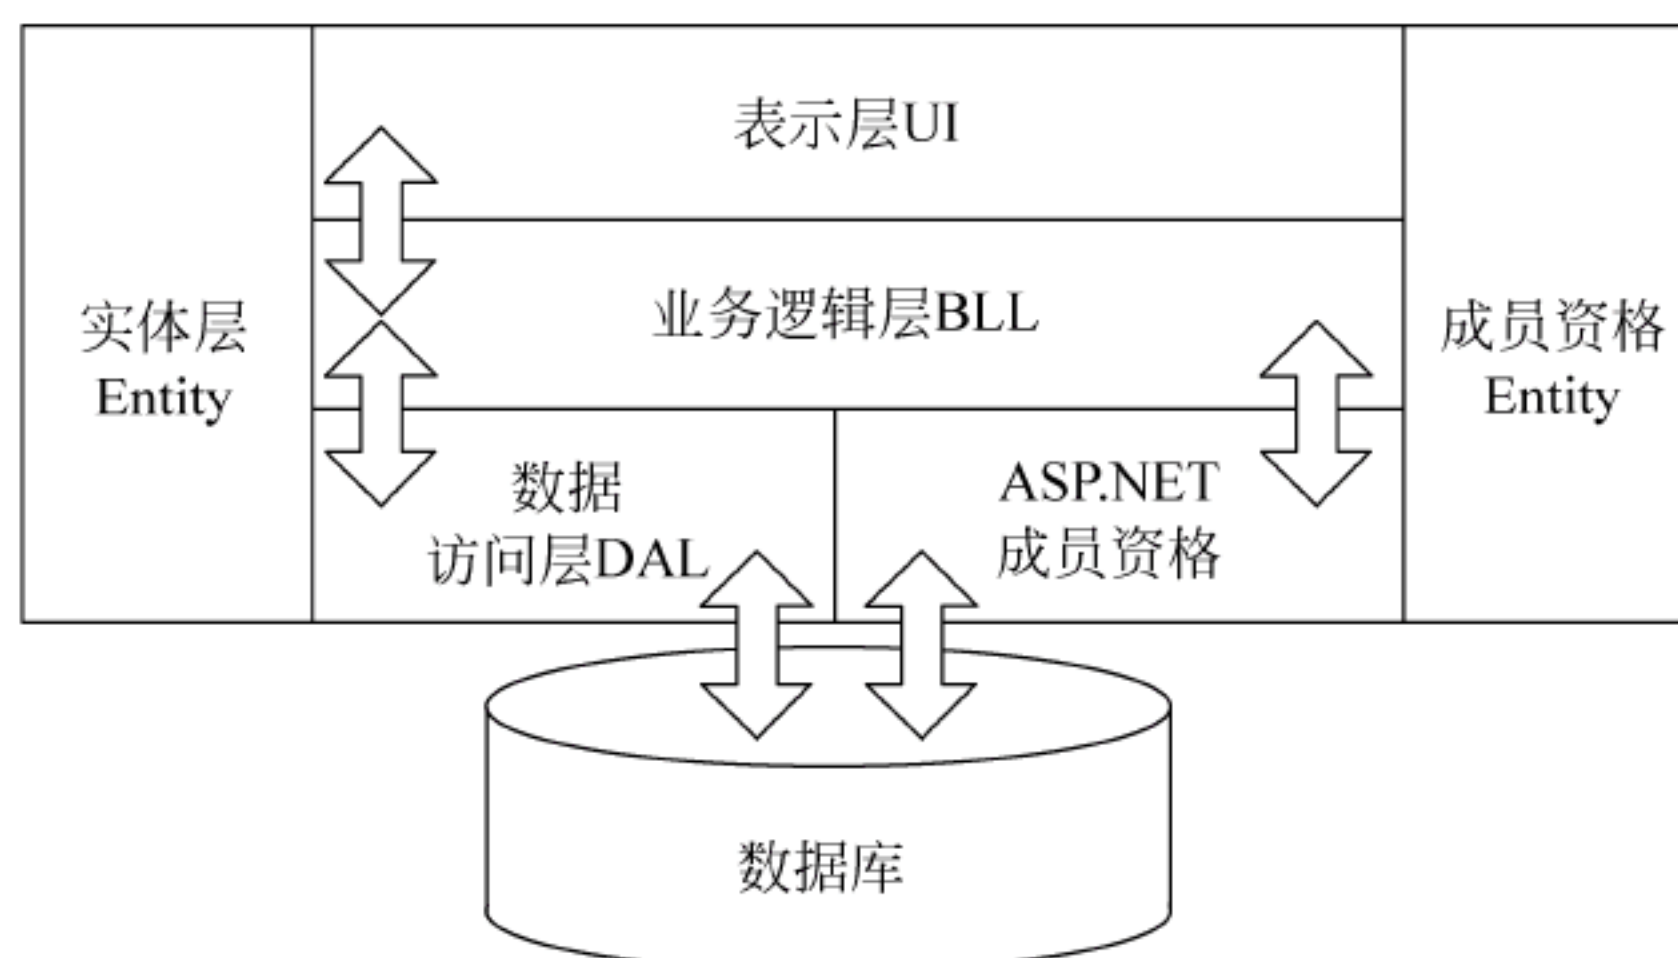 表示层UI
实体层
Entity
业务逻辑层BLL
成员资格
Entity
数据
访问层DAL
ASP.NET
成员资格
数据库